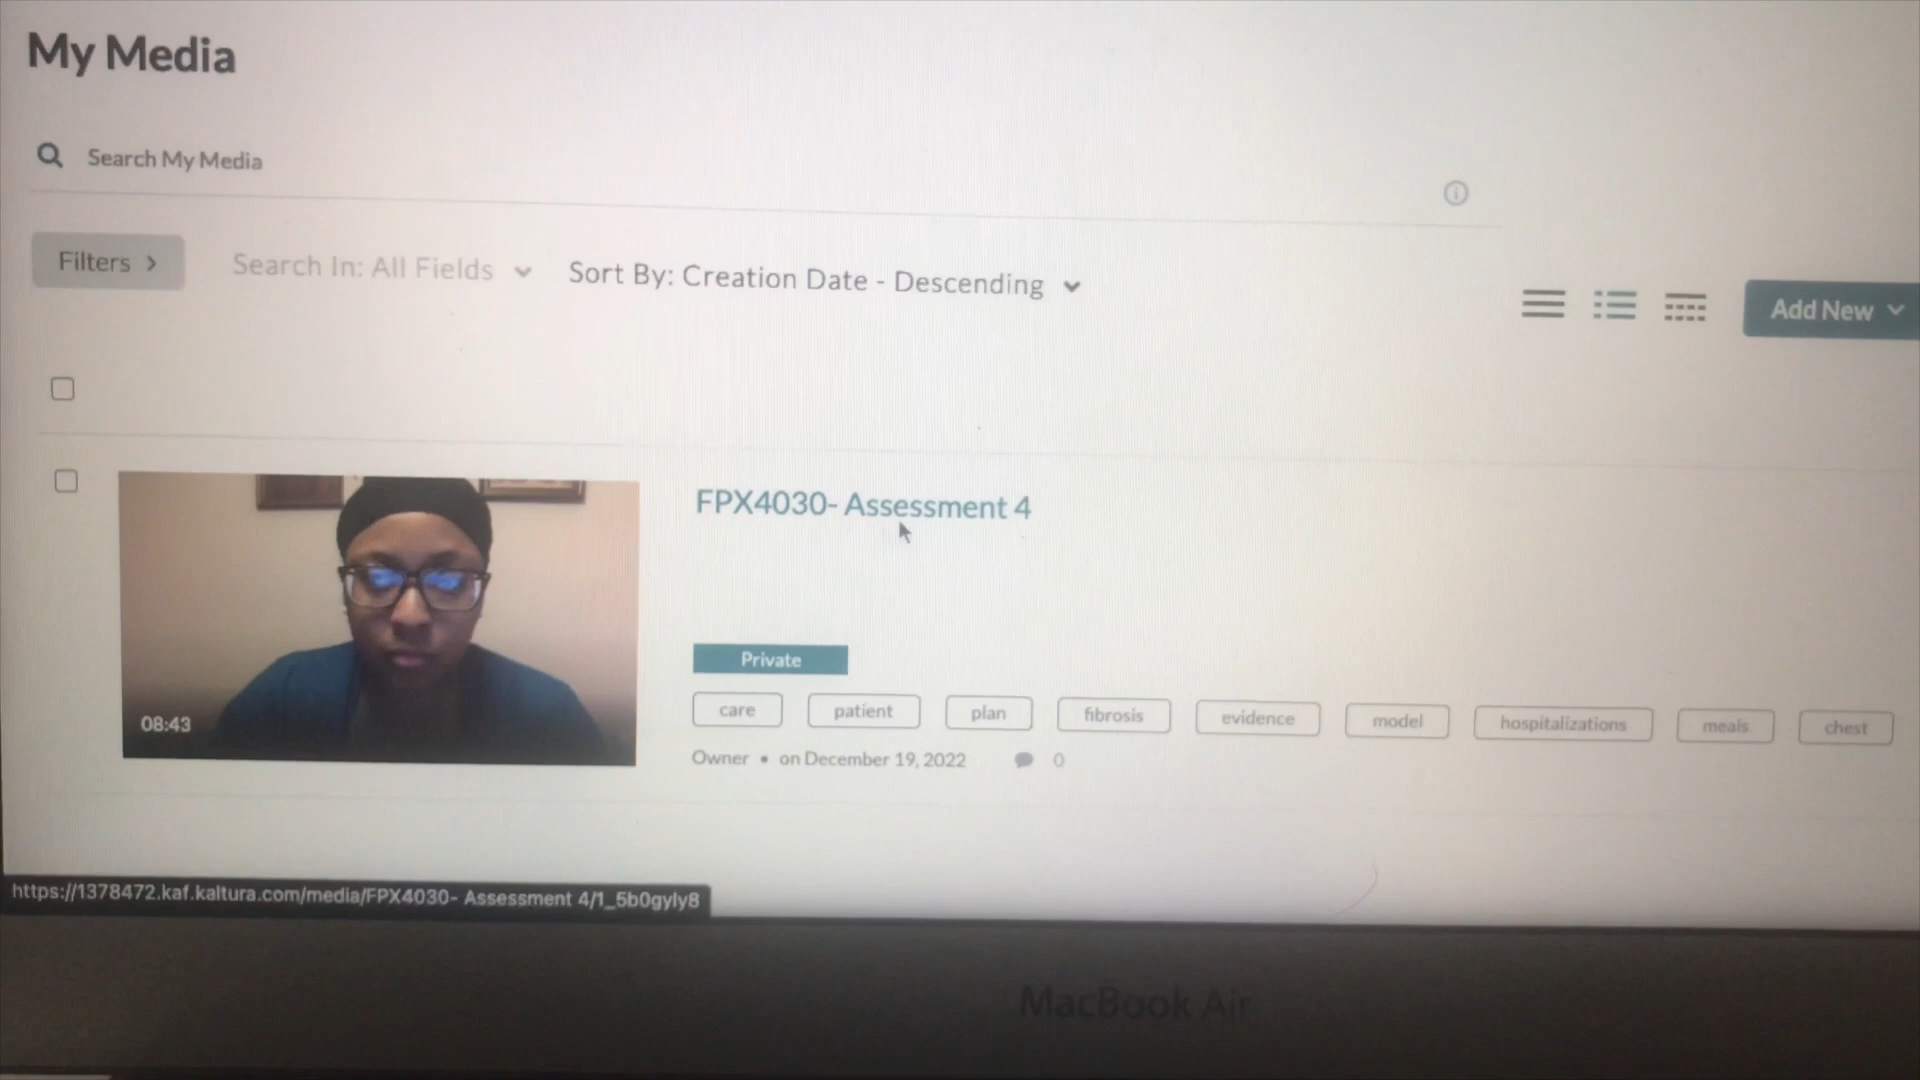 My Media
Search My Media
Filters
Search In: All Fields
Sort By: Creation Date - Descending
Add New
FPX4030- Assessment 4
Private
08:43
care patient plan fibrosis evidence model hospitalizations meals chest
Owner • on December 19, 2022 0
https://1378472.kaf.kaltura.com/media/FPX4030- Assessment 4/1_5b0gyly8
MacBook Air